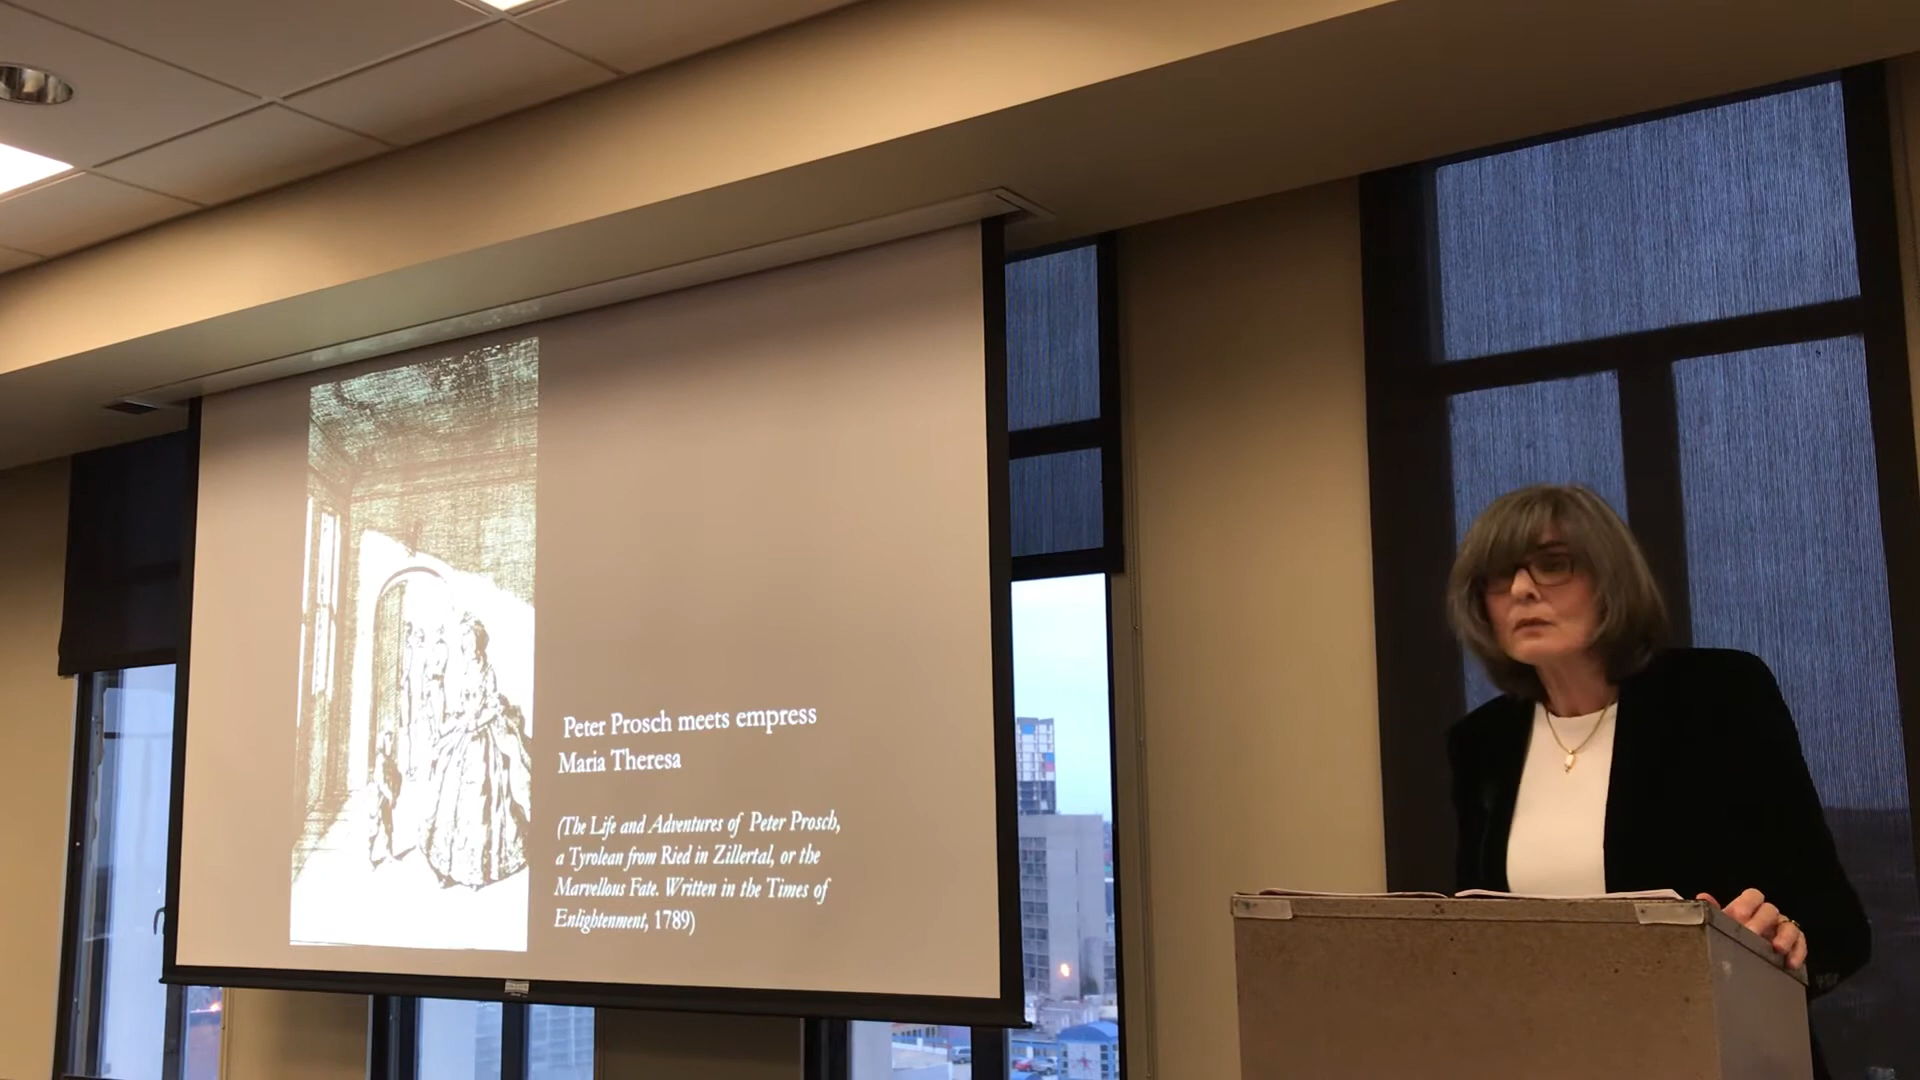 Peter Prosch meets empress
Maria Theresa
(The Life and Adventures of Peter Prosch,
a Tyrolean from Ried in Zillertal, or the
Marvellous Fate. Written in the Times of
Enlightenment, 1789)